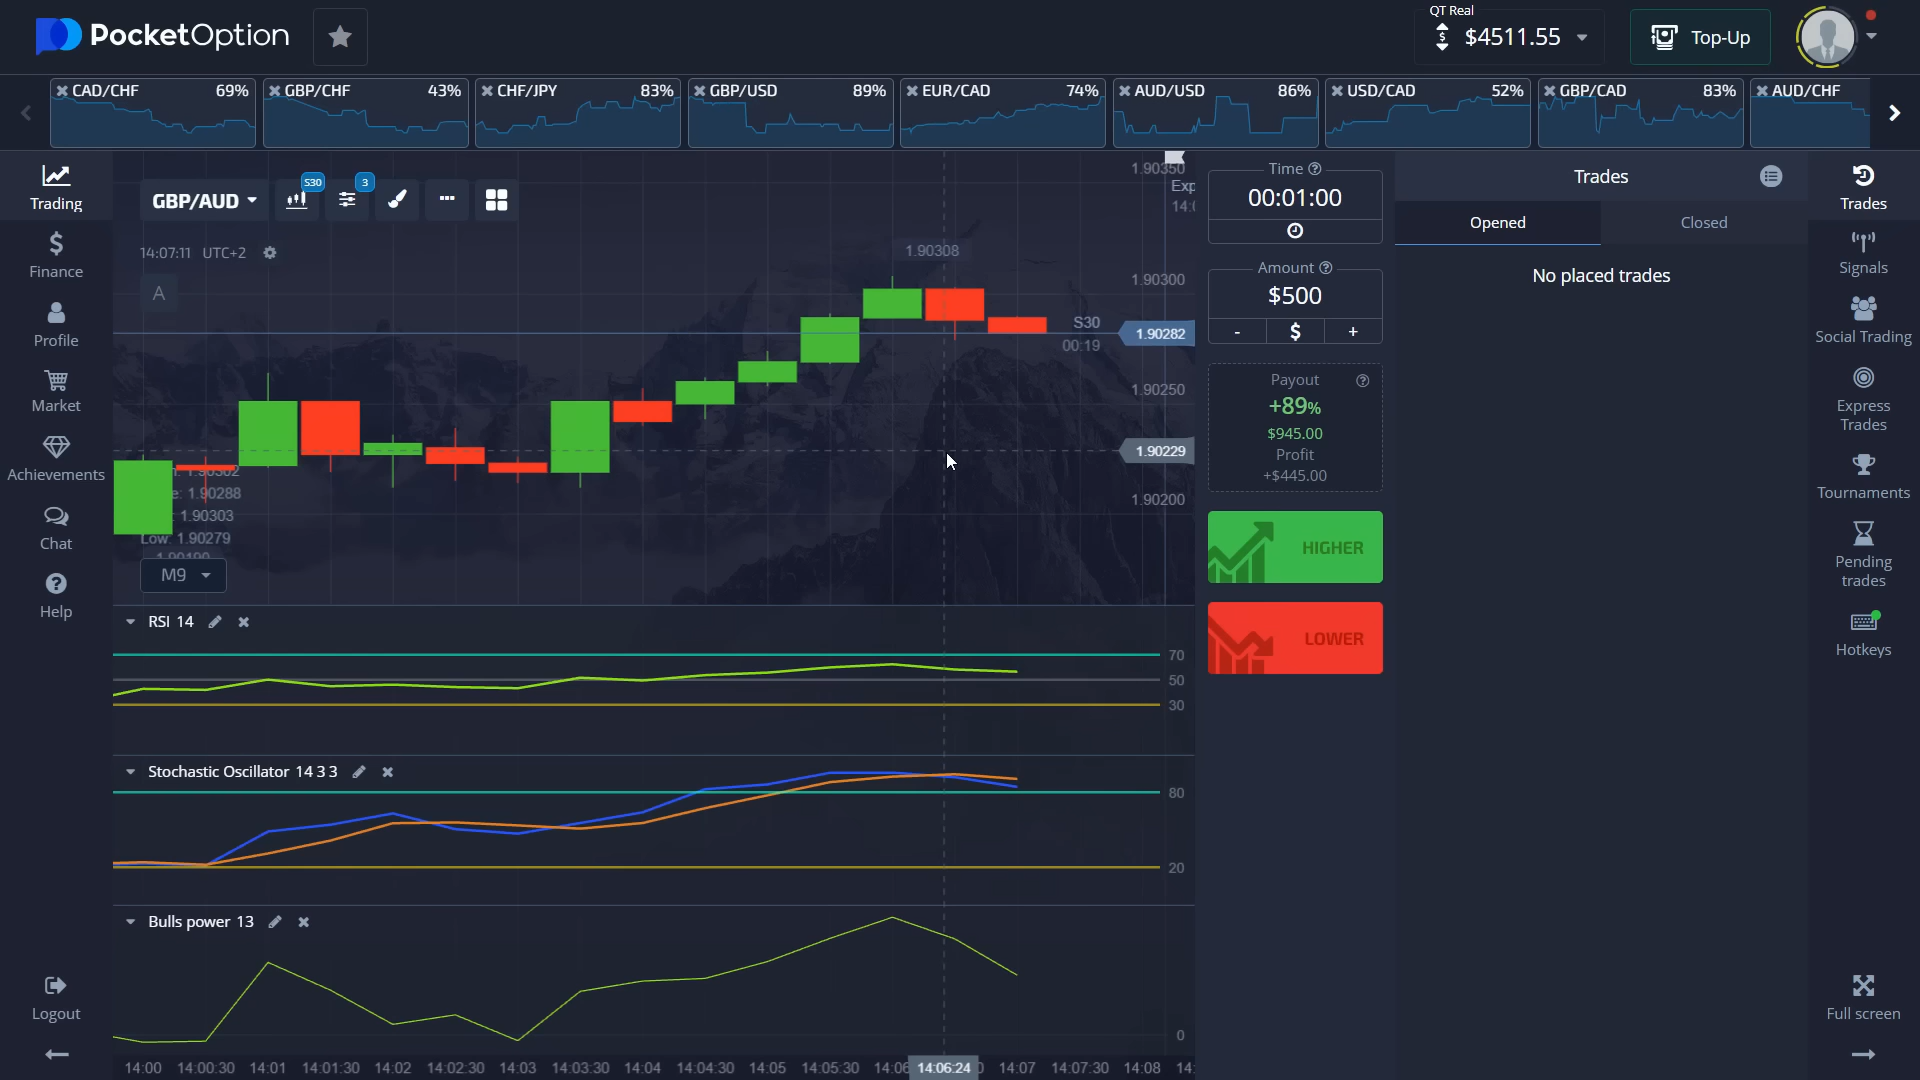 PocketOption
QT Real
$4511.55
Top-Up
CAD/CHF 69%
GBP/CHF 43%
CHF/JPY 83%
GBP/USD 89%
EUR/CAD 74%
AUD/USD 86%
USD/CAD 52%
GBP/CAD 83%
AUD/CHF
Trading
Finance
Profile
Market
Achievements
Chat
Help
Logout
GBP/AUD
S30
3
14:07:11 UTC+2
A
1.90308
1.90350
Exp
1.90300
S30
00:19
1.90282
1.90250
1.90229
1.90200
1.90288
1.90303
Low: 1.90279
M9
RSI 14
70
50
30
Stochastic Oscillator 14 3 3
80
20
Bulls power 13
0
14:00 14:00:30 14:01 14:01:30 14:02 14:02:30 14:03 14:03:30 14:04 14:04:30 14:05 14:05:30 14:06 14:06:24 14:07 14:07:30 14:08
Time
00:01:00
Amount
$500
- $ +
Payout
+89%
$945.00
Profit
+$445.00
HIGHER
LOWER
Trades
Opened
Closed
No placed trades
Trades
Signals
Social Trading
Express
Trades
Tournaments
Pending
trades
Hotkeys
Full screen